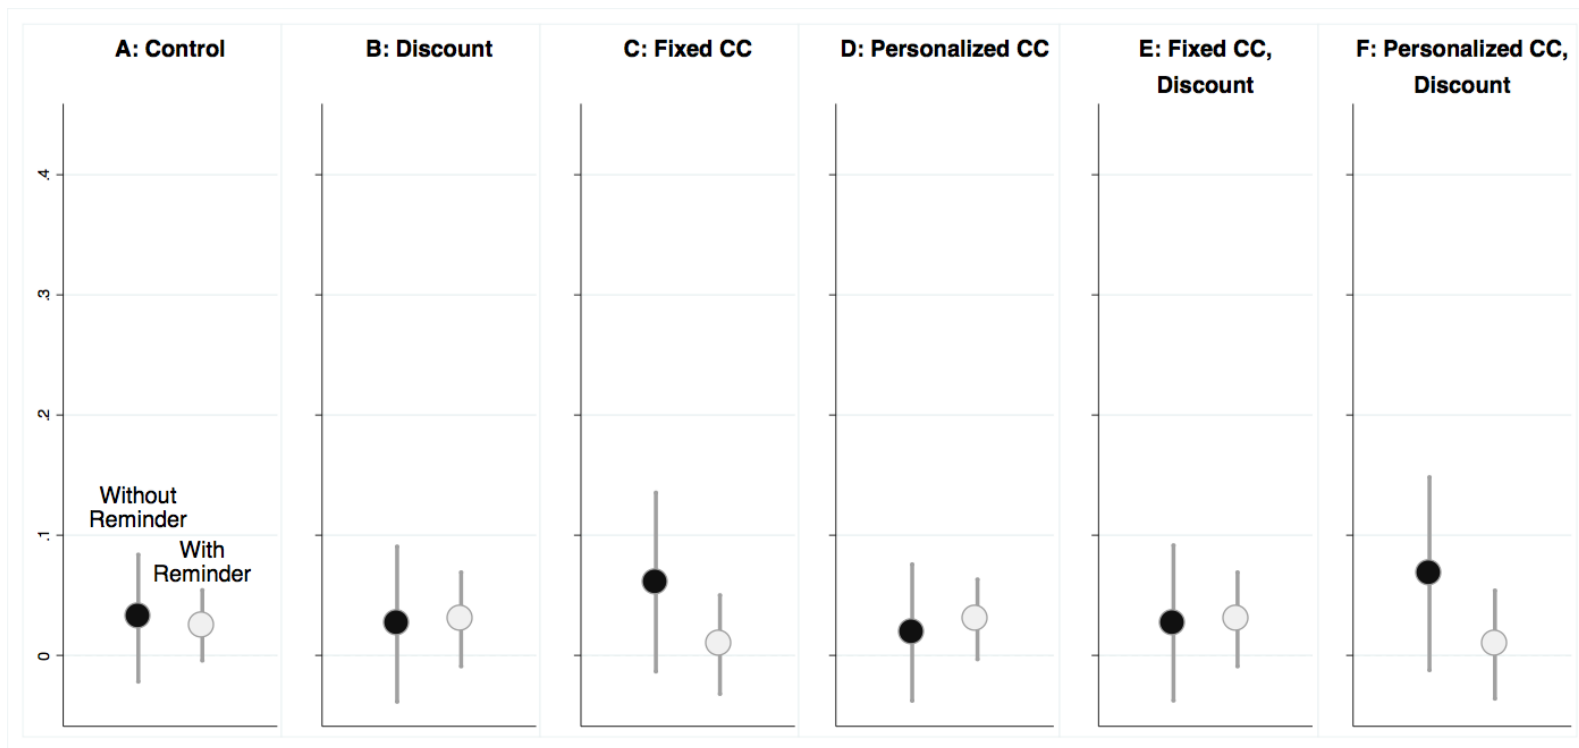 A: Control
B: Discount
C: Fixed CC
D: Personalized CC
E: Fixed CC,
Discount
F: Personalized CC,
Discount
.4
.3
.2
.1
0
Without
Reminder
With
Reminder